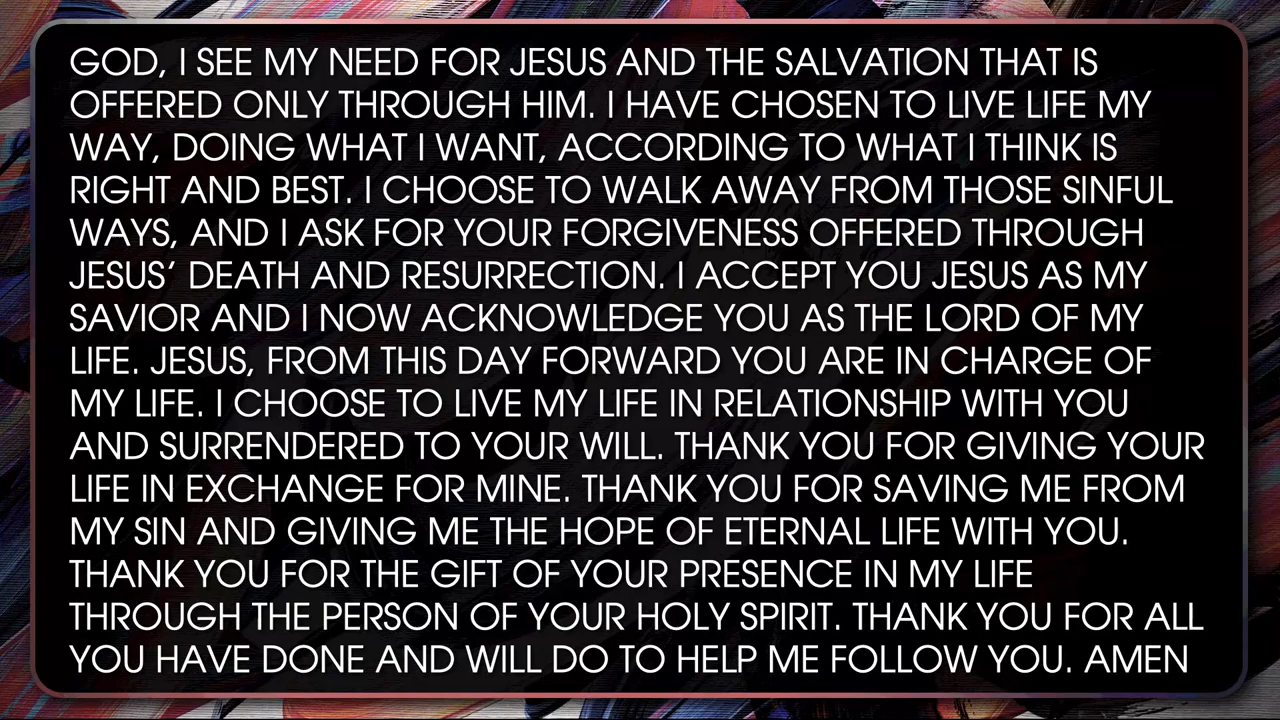 GOD, I SEE MY NEED FOR JESUS AND THE SALVATION THAT IS
OFFERED ONLY THROUGH HIM. I HAVE CHOSEN TO LIVE LIFE MY
WAY, DOING WHAT I WANT, ACCORDING TO WHAT I THINK IS
RIGHT AND BEST. I CHOOSE TO WALK AWAY FROM THOSE SINFUL
WAYS, AND I ASK FOR YOUR FORGIVENESS OFFERED THROUGH
JESUS’ DEATH AND RESURRECTION. I ACCEPT YOU JESUS AS MY
SAVIOR AND I NOW ACKNOWLEDGE YOU AS THE LORD OF MY
LIFE. JESUS, FROM THIS DAY FORWARD YOU ARE IN CHARGE OF
MY LIFE. I CHOOSE TO LIVE MY LIFE IN RELATIONSHIP WITH YOU
AND SURRENDERED TO YOUR WILL. THANK YOU FOR GIVING YOUR
LIFE IN EXCHANGE FOR MINE. THANK YOU FOR SAVING ME FROM
MY SIN AND GIVING ME THE HOPE OF ETERNAL LIFE WITH YOU.
THANK YOU FOR THE GIFT OF YOUR PRESENCE IN MY LIFE
THROUGH THE PERSON OF YOUR HOLY SPIRIT. THANK YOU FOR ALL
YOU HAVE DONE AND WILL DO TO HELP ME FOLLOW YOU. AMEN